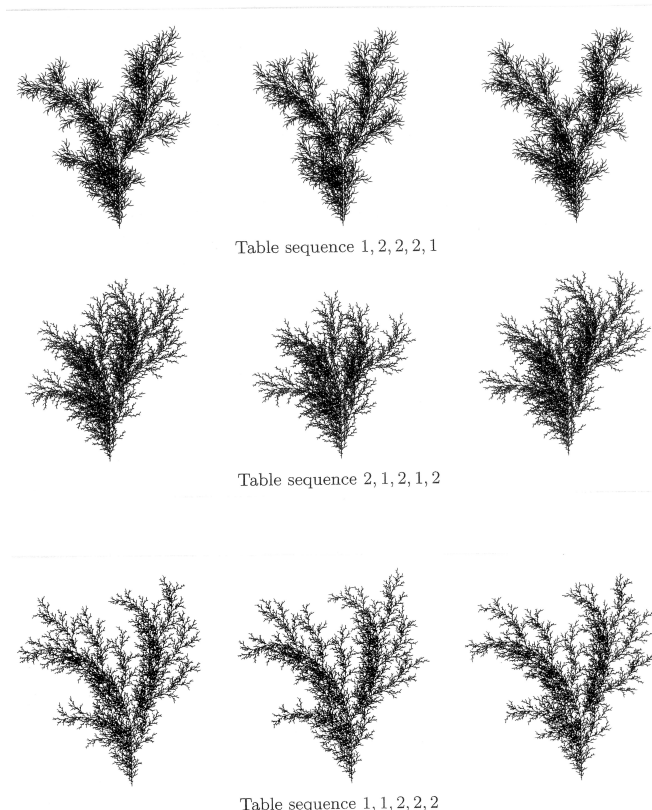 Table sequence 1, 2, 2, 2, 1
Table sequence 2, 1, 2, 1, 2
Table sequence 1, 1, 2, 2, 2